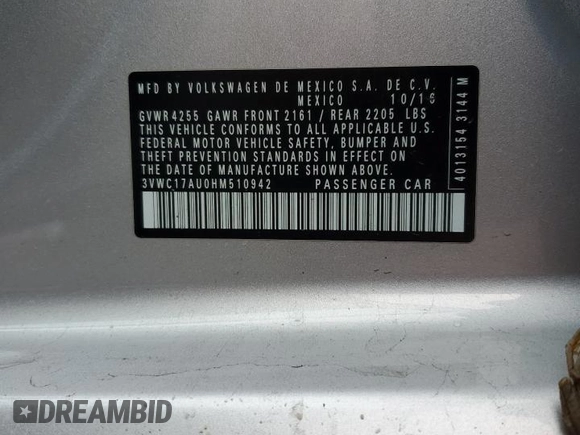 MFD BY VOLKSWAGEN DE MEXICO S.A. DE C.V.
MEXICO 10/16
GVWR 4255 GAWR FRONT 2161 / REAR 2205 LBS
THIS VEHICLE CONFORMS TO ALL APPLICABLE U.S.
FEDERAL MOTOR VEHICLE SAFETY, BUMPER AND
THEFT PREVENTION STANDARDS IN EFFECT ON
THE DATE OF MANUFACTURE SHOWN ABOVE.
3VWC17AU0HM510942 PASSENGER CAR
4013154 3144 M
DREAMBID